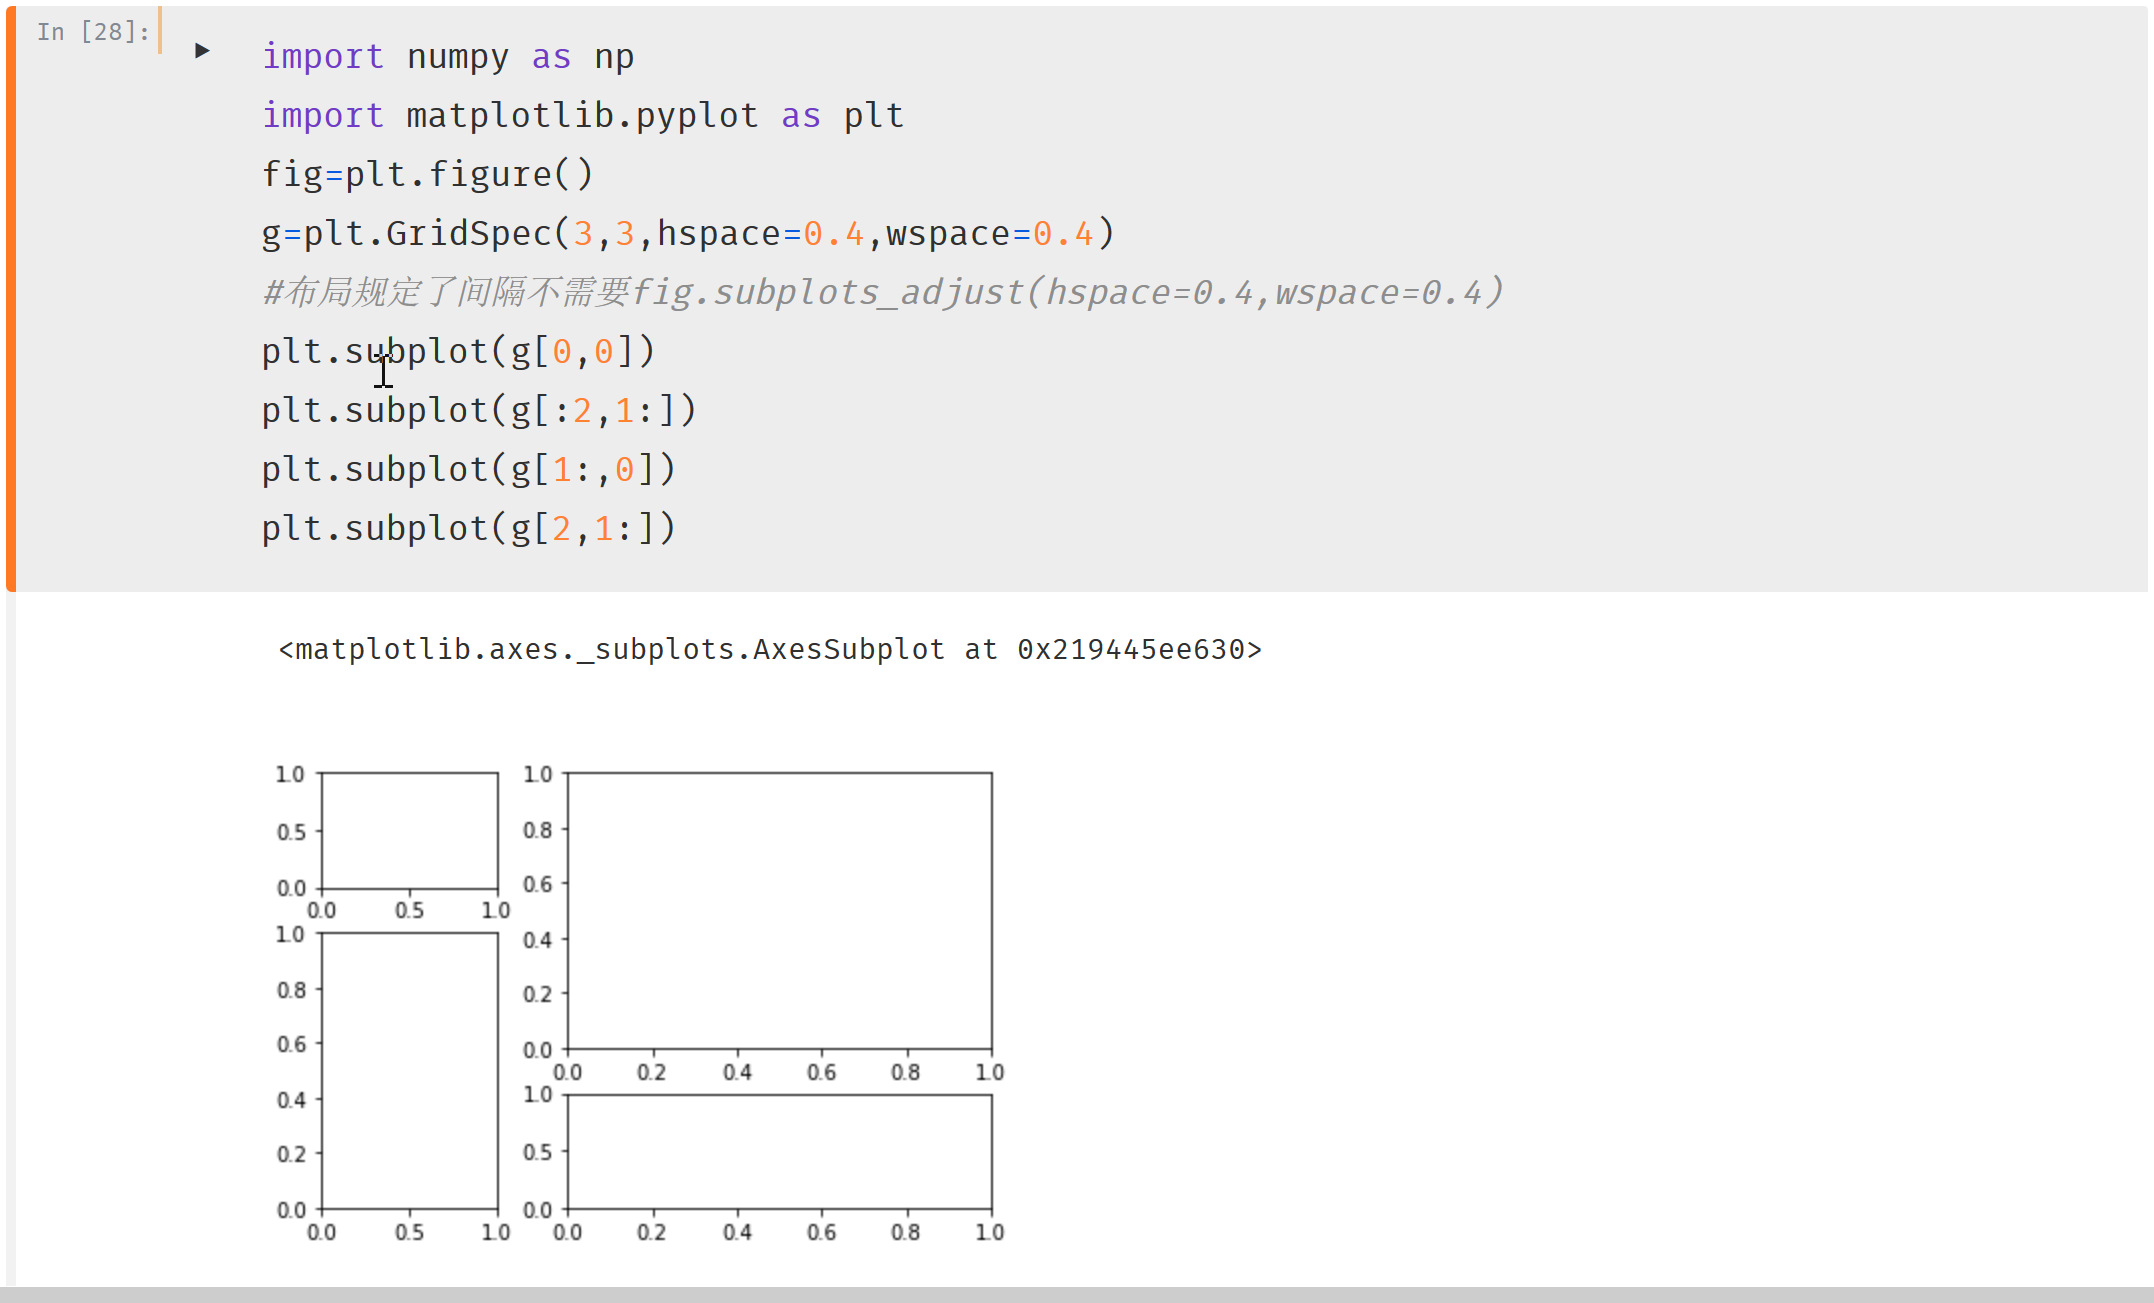 In [28]:
import numpy as np
import matplotlib.pyplot as plt
fig=plt.figure()
g=plt.GridSpec(3,3,hspace=0.4,wspace=0.4)
#布局规定了间隔不需要fig.subplots_adjust(hspace=0.4,wspace=0.4)
plt.subplot(g[0,0])
plt.subplot(g[:2,1:])
plt.subplot(g[1:,0])
plt.subplot(g[2,1:])
<matplotlib.axes._subplots.AxesSubplot at 0x219445ee630>
1.0
0.5
0.0
0.0 0.5 1.0
1.0
0.8
0.6
0.4
0.2
0.0
0.0 0.2 0.4 0.6 0.8 1.0
1.0
0.8
0.6
0.4
0.2
0.0
0.0 0.5 1.0
1.0
0.5
0.0
0.0 0.2 0.4 0.6 0.8 1.0